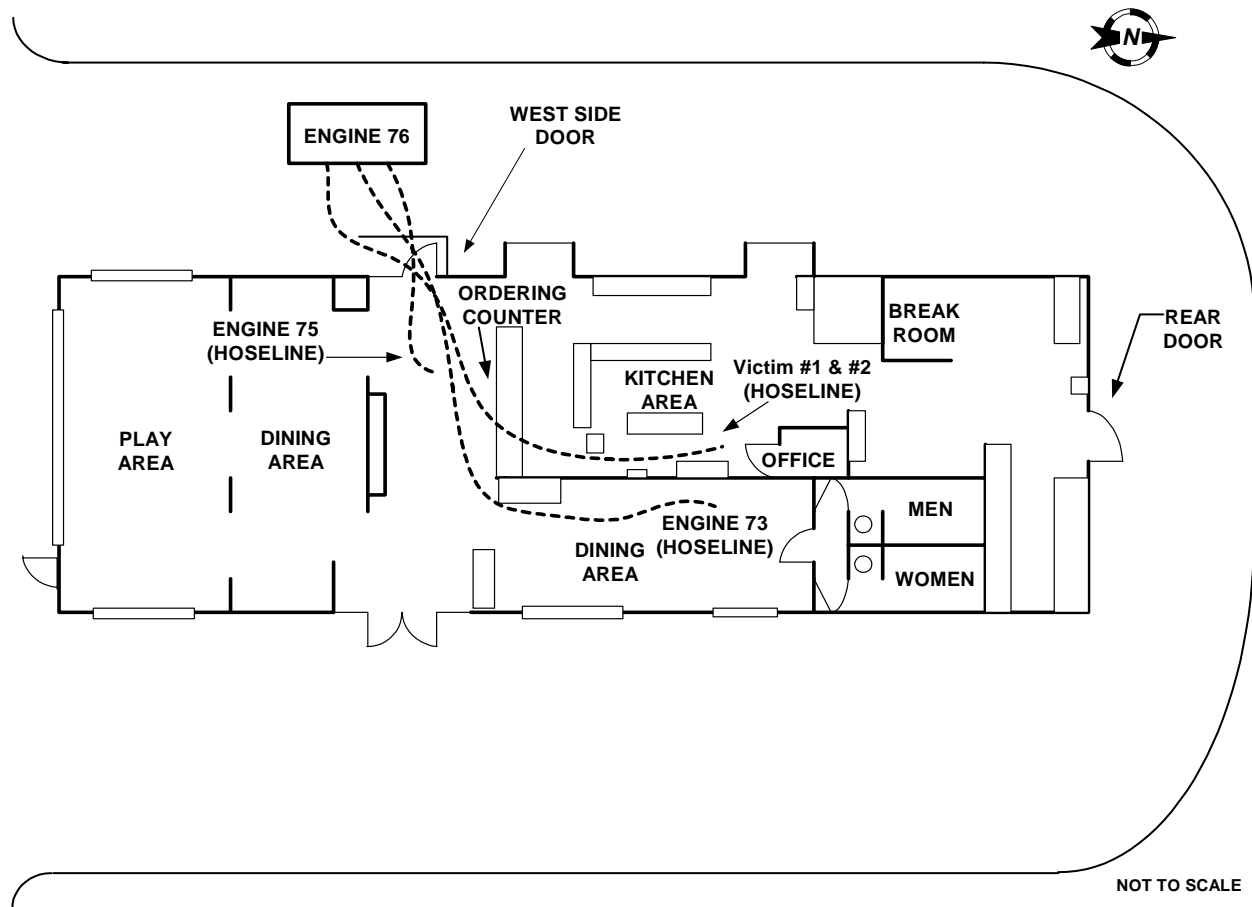 N
ENGINE 76
WEST SIDE
DOOR
ORDERING
COUNTER
ENGINE 75
(HOSELINE)
BREAK
ROOM
REAR
DOOR
Victim #1 & #2
(HOSELINE)
KITCHEN
AREA
PLAY
AREA
DINING
AREA
OFFICE
MEN
ENGINE 73
(HOSELINE)
DINING
AREA
WOMEN
NOT TO SCALE